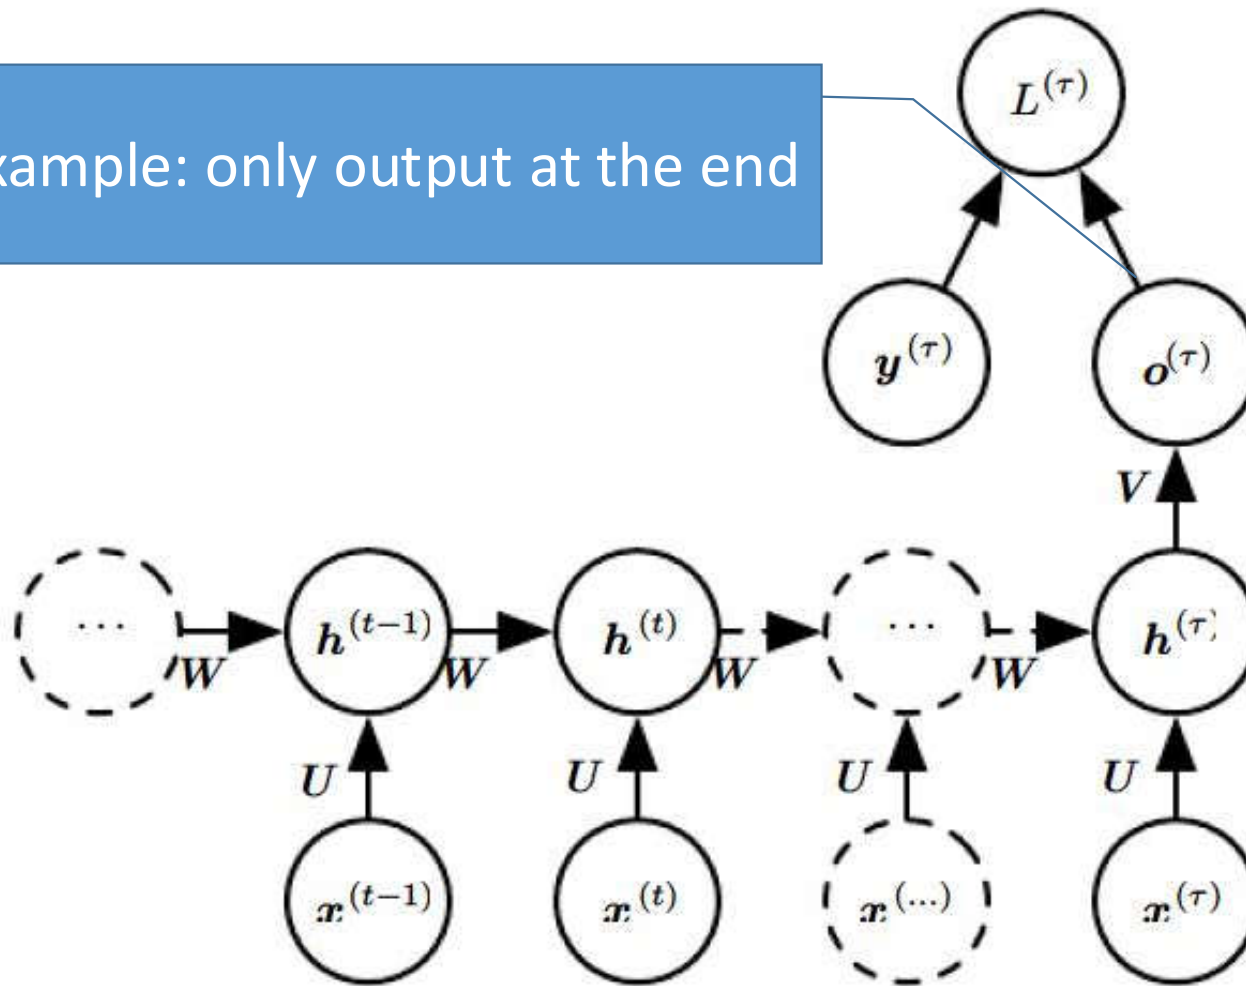 L^{(τ)}
xample: only output at the end
y^{(τ)} o^{(τ)}
V
... h^{(t−1)} h^{(t)} ... h^{(τ)}
W W W W
U U U U
x^{(t−1)} x^{(t)} x^{(...)} x^{(τ)}